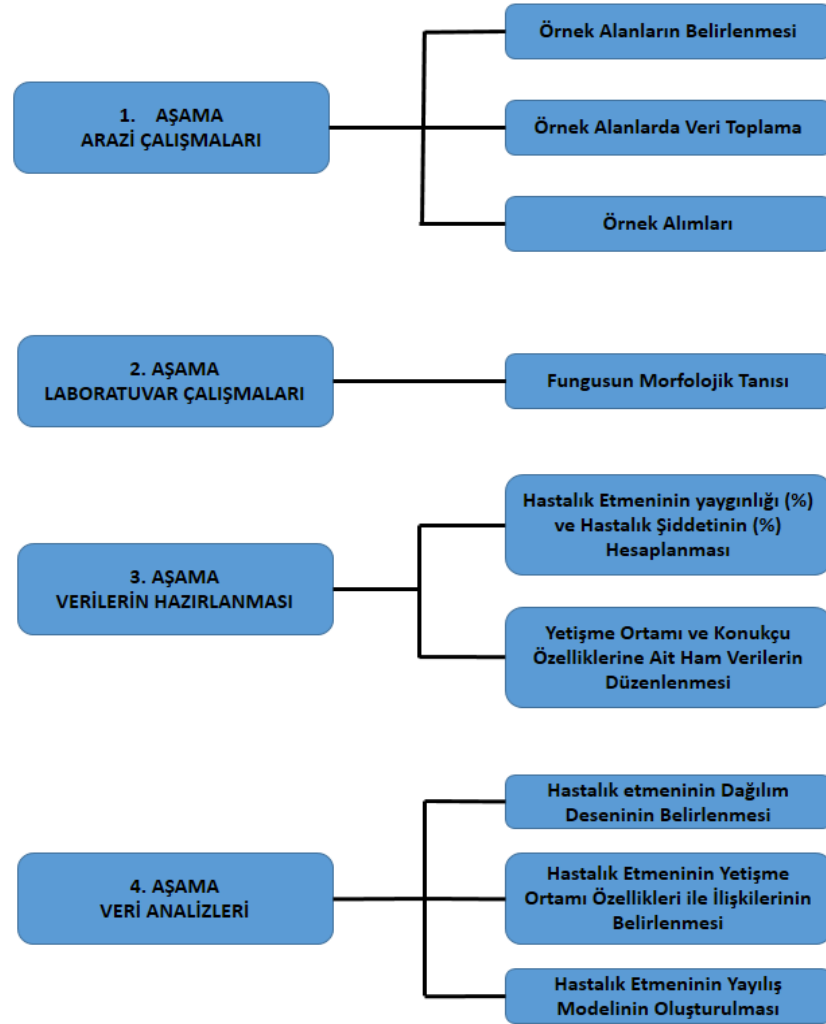 Örnek Alanların Belirlenmesi
1. AŞAMA
ARAZİ ÇALIŞMALARI
Örnek Alanlarda Veri Toplama
Örnek Alımları
2. AŞAMA
LABORATUVAR ÇALIŞMALARI
Fungusun Morfolojik Tanısı
Hastalık Etmeninin yaygınlığı (%)
ve Hastalık Şiddetinin (%)
Hesaplanması
3. AŞAMA
VERİLERİN HAZIRLANMASI
Yetişme Ortamı ve Konukçu
Özelliklerine Ait Ham Verilerin
Düzenlenmesi
Hastalık etmeninin Dağılım
Deseninin Belirlenmesi
4. AŞAMA
VERİ ANALİZLERİ
Hastalık Etmeninin Yetişme
Ortamı Özellikleri ile İlişkilerinin
Belirlenmesi
Hastalık Etmeninin Yayılış
Modelinin Oluşturulması